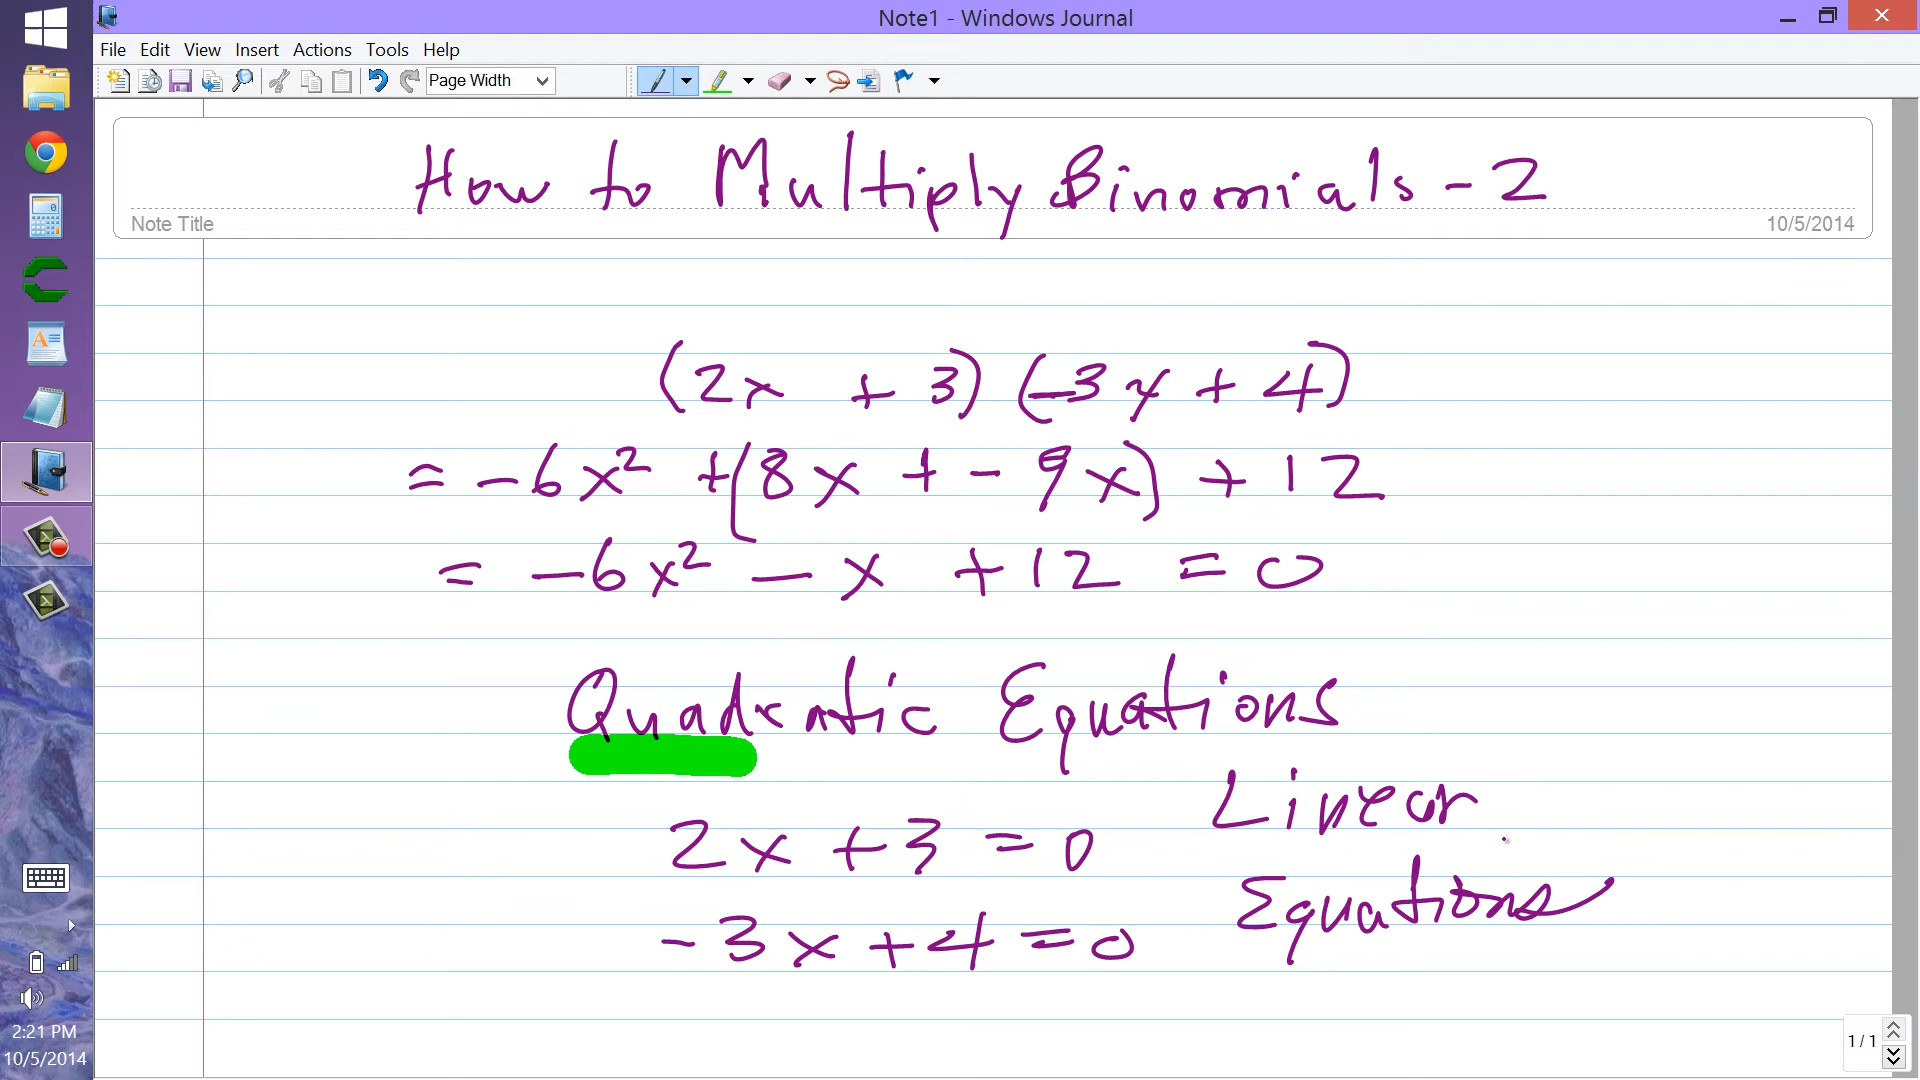 Note1 - Windows Journal
File Edit View Insert Actions Tools Help
Page Width
How to Multiply Binomials - 2
Note Title
10/5/2014
(2x + 3) (-3x + 4)
= -6x² + (8x + - 9x) + 12
= -6x² - x + 12 = 0
Quadratic Equations
Linear
2x + 3 = 0
Equations
-3x + 4 = 0
2:21 PM
10/5/2014
1 / 1